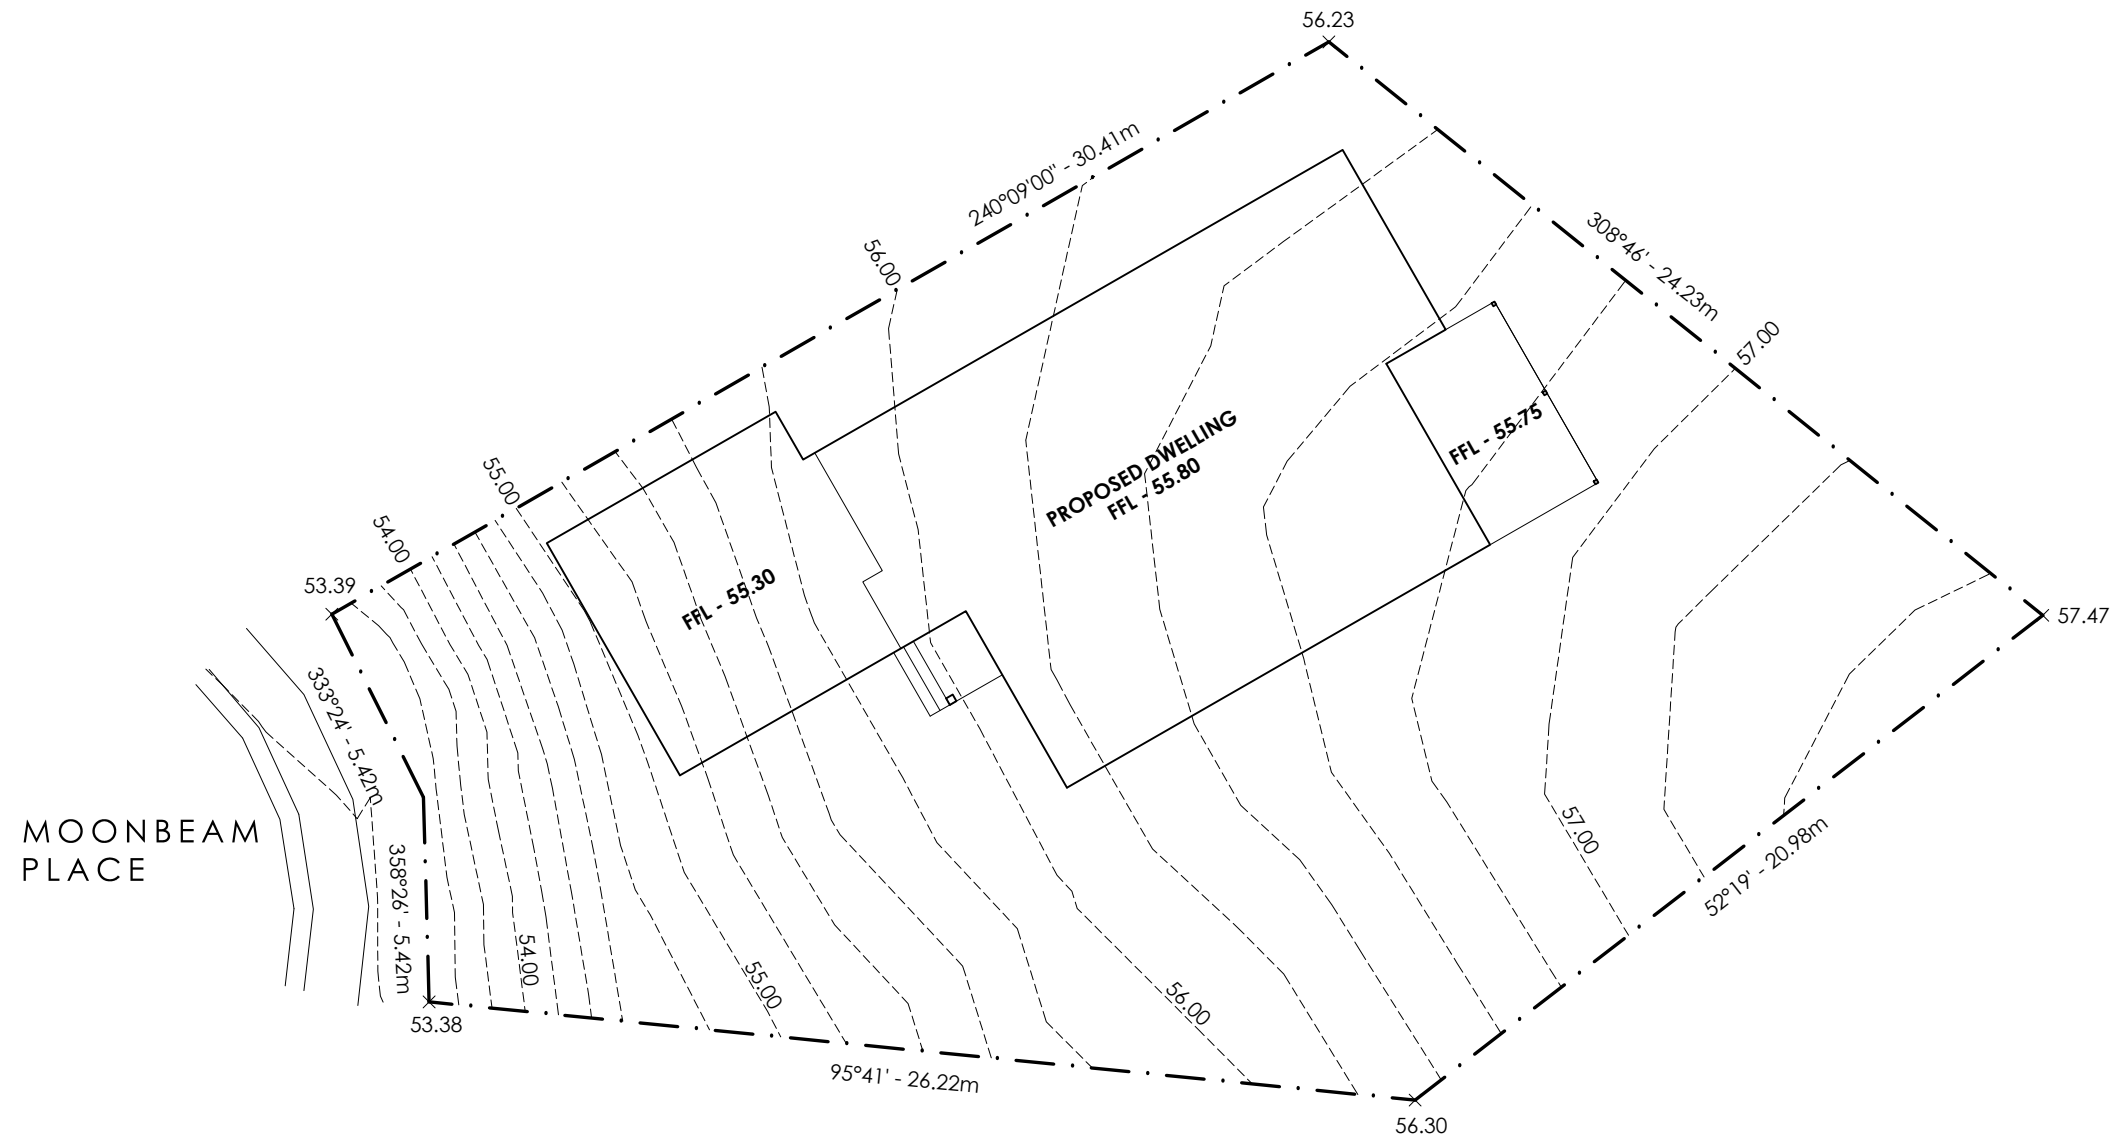 56.23
240°09'00" - 30.41m
56.00
308°46' - 24.23m
57.00
55.00
54.00
53.39
PROPOSED DWELLING
FFL - 55.80
FFL - 55.75
FFL - 55.30
57.47
333°24' - 5.42m
MOONBEAM
PLACE
358°26' - 5.42m
57.00
52°19' - 20.98m
54.00
55.00
56.00
53.38
95°41' - 26.22m
56.30